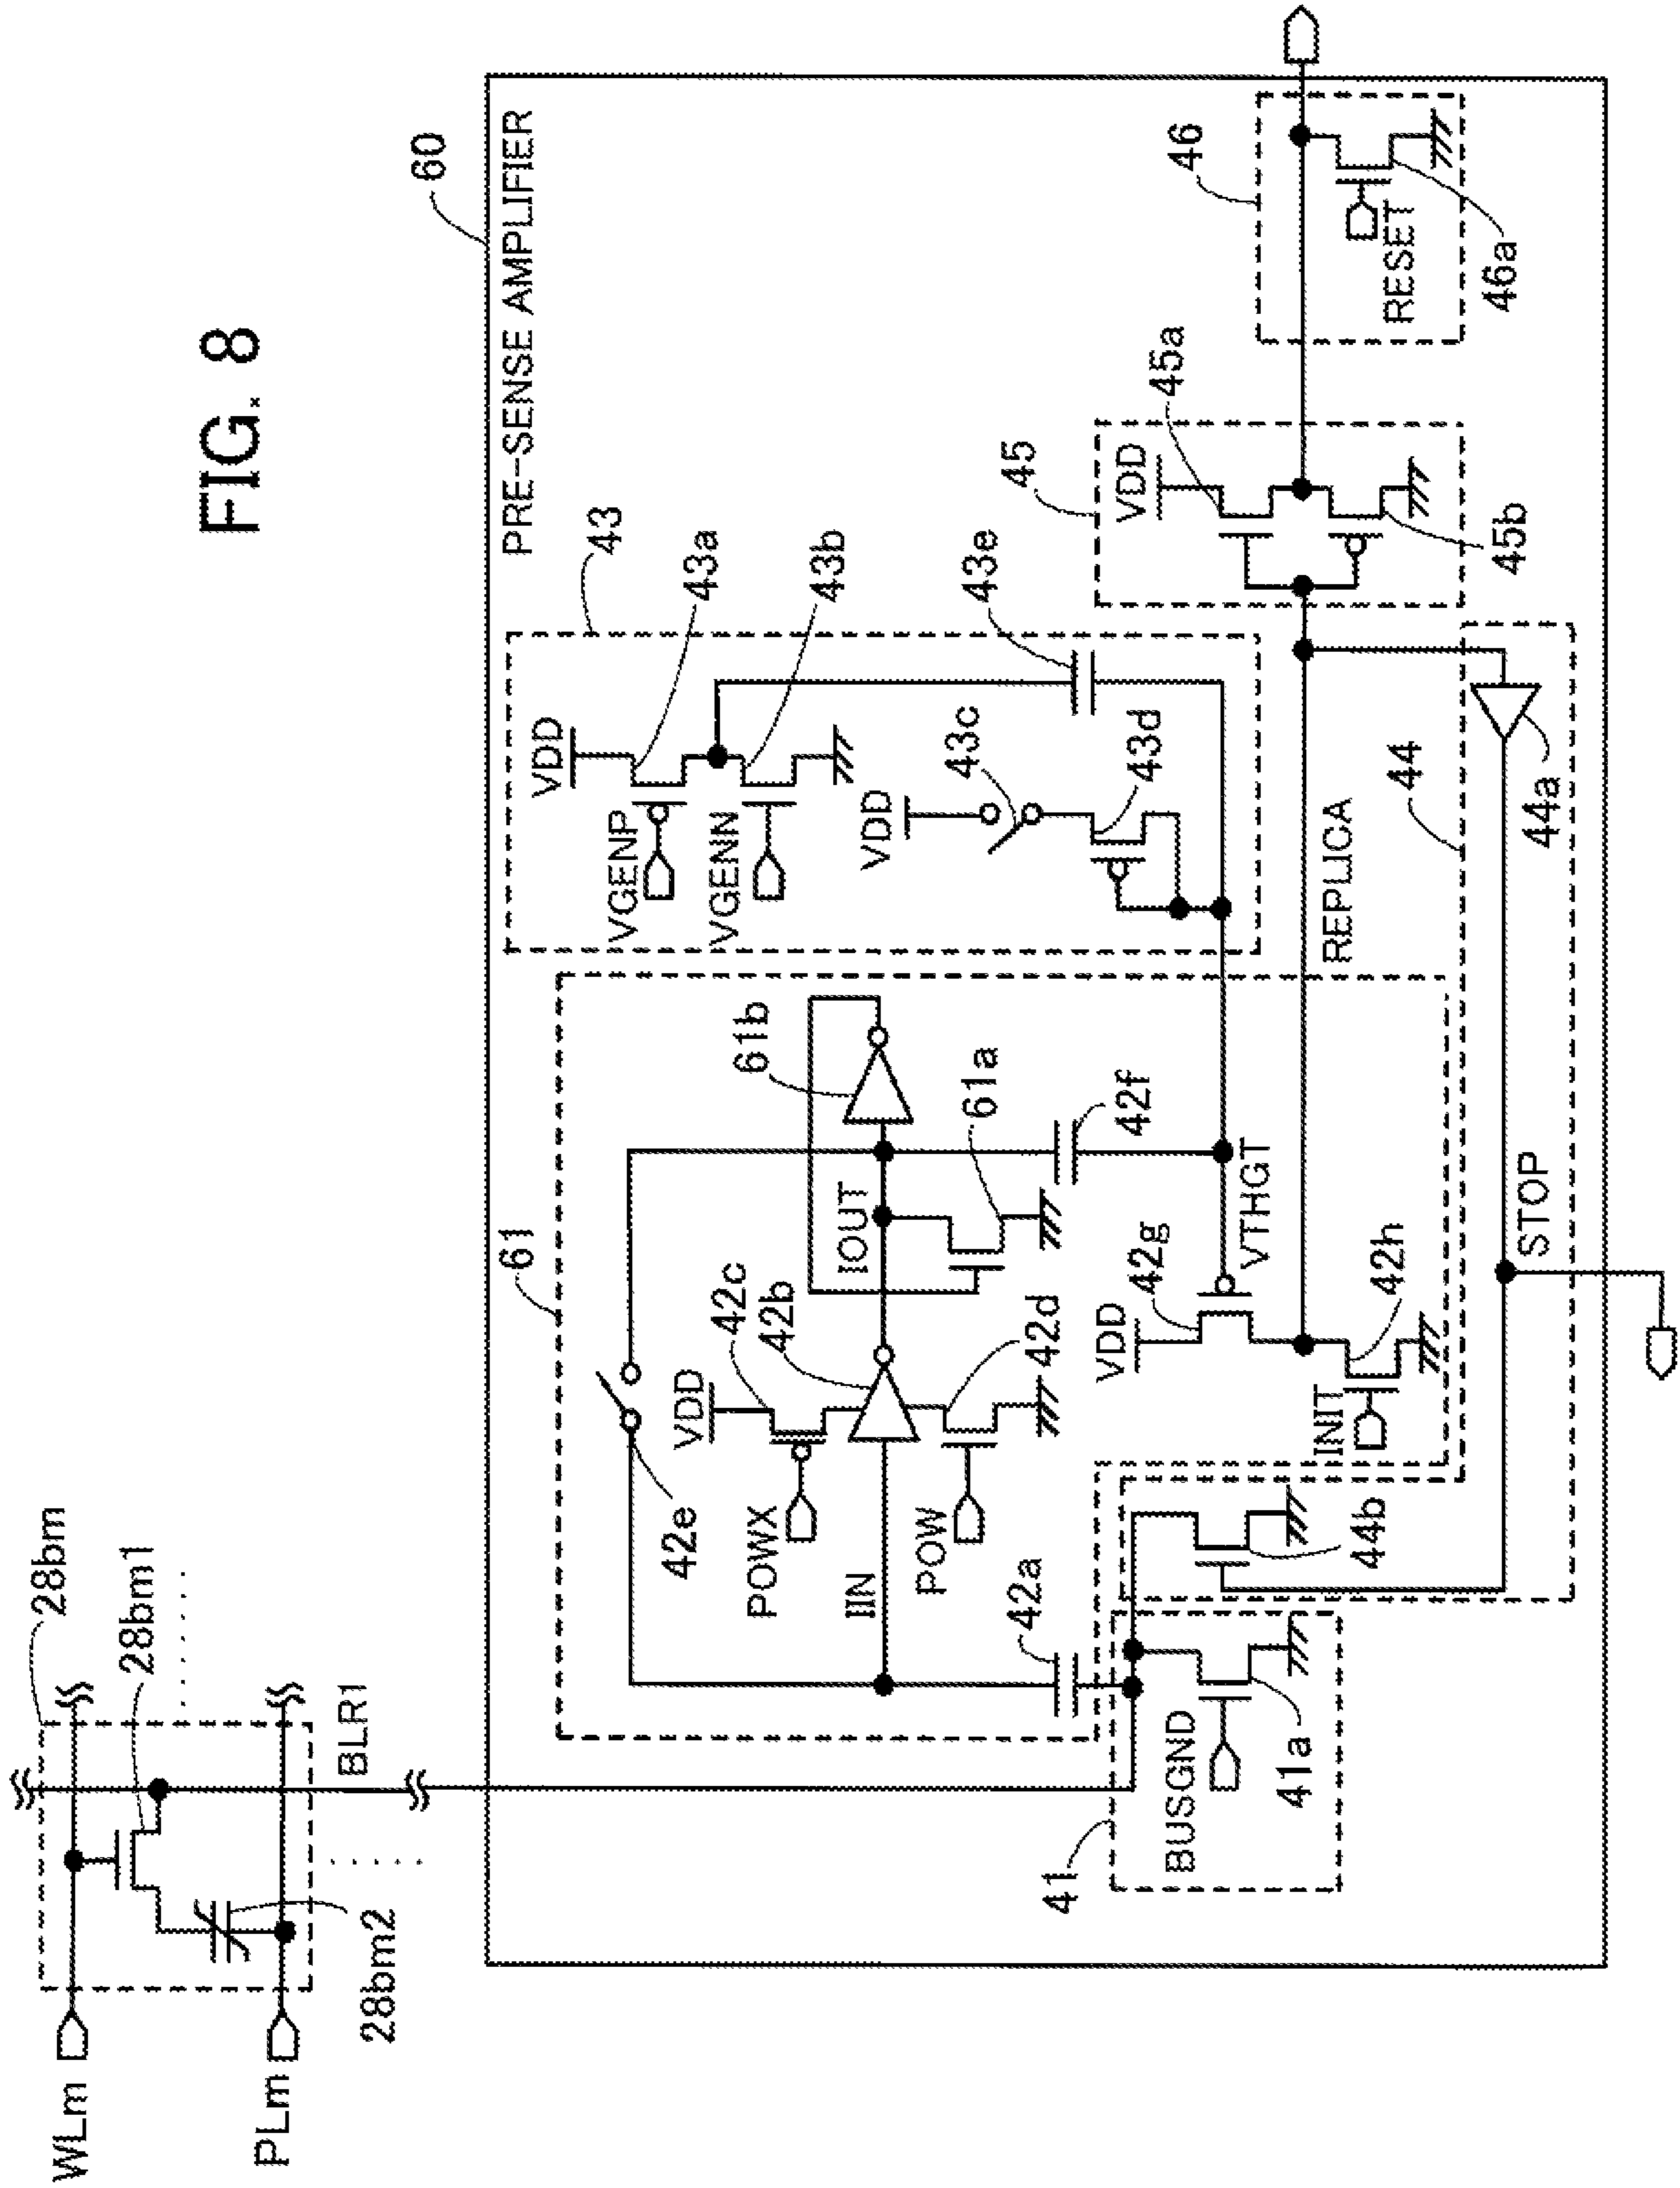 FIG. 8
28bm
WLm
28bm1
PLm
28bm2
BLR1
60
PRE-SENSE AMPLIFIER
61
43
VDD
43a
VGENP
VGENN
43b
42e
VDD
42c
POWX
42b
61b
IIN
IOUT
POW
42d
61a
VDD
43c
43d
43e
42a
42f
41
BUSGND
41a
44b
VDD
42g
VTHGT
INIT
42h
REPLICA
45
VDD
45a
45b
46
RESET
46a
44
44a
STOP